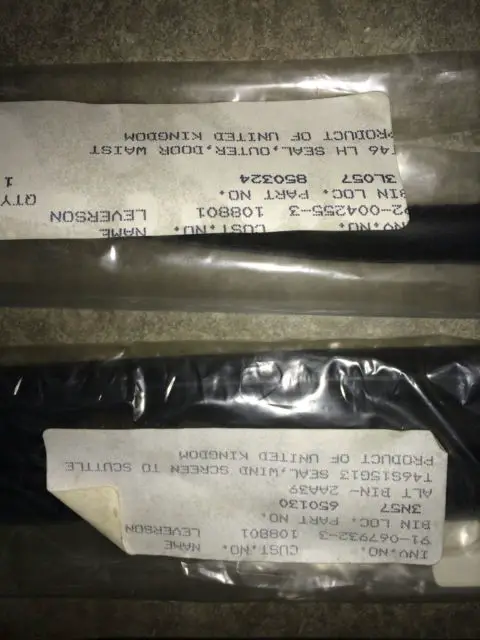 INV.NO. CUST.NO. NAME
92-004255-3 108801 LEVERSON
BIN LOC. PART NO. QTY
3L057 850324 1
T46 LH SEAL,OUTER,DOOR WAIST
PRODUCT OF UNITED KINGDOM
INV.NO. CUST.NO. NAME
91-067932-3 108801 LEVERSON
BIN LOC. PART NO.
3N57 650130
ALT BIN- 2AA39
T46S15G13 SEAL,WIND SCREEN TO SCUTTLE
PRODUCT OF UNITED KINGDOM